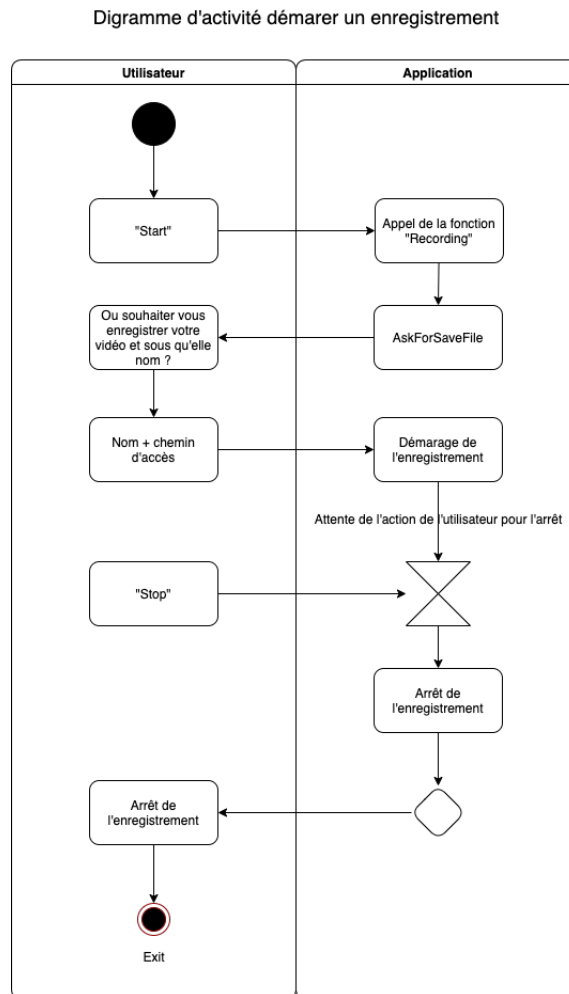 Digramme d'activité démarer un enregistrement
Utilisateur
Application
"Start"
Appel de la fonction
"Recording"
Ou souhaiter vous
enregistrer votre
vidéo et sous qu'elle
nom ?
AskForSaveFile
Nom + chemin
d'accès
Démarage de
l'enregistrement
Attente de l'action de l'utilisateur pour l'arrêt
"Stop"
Arrêt de
l'enregistrement
Arrêt de
l'enregistrement
Exit